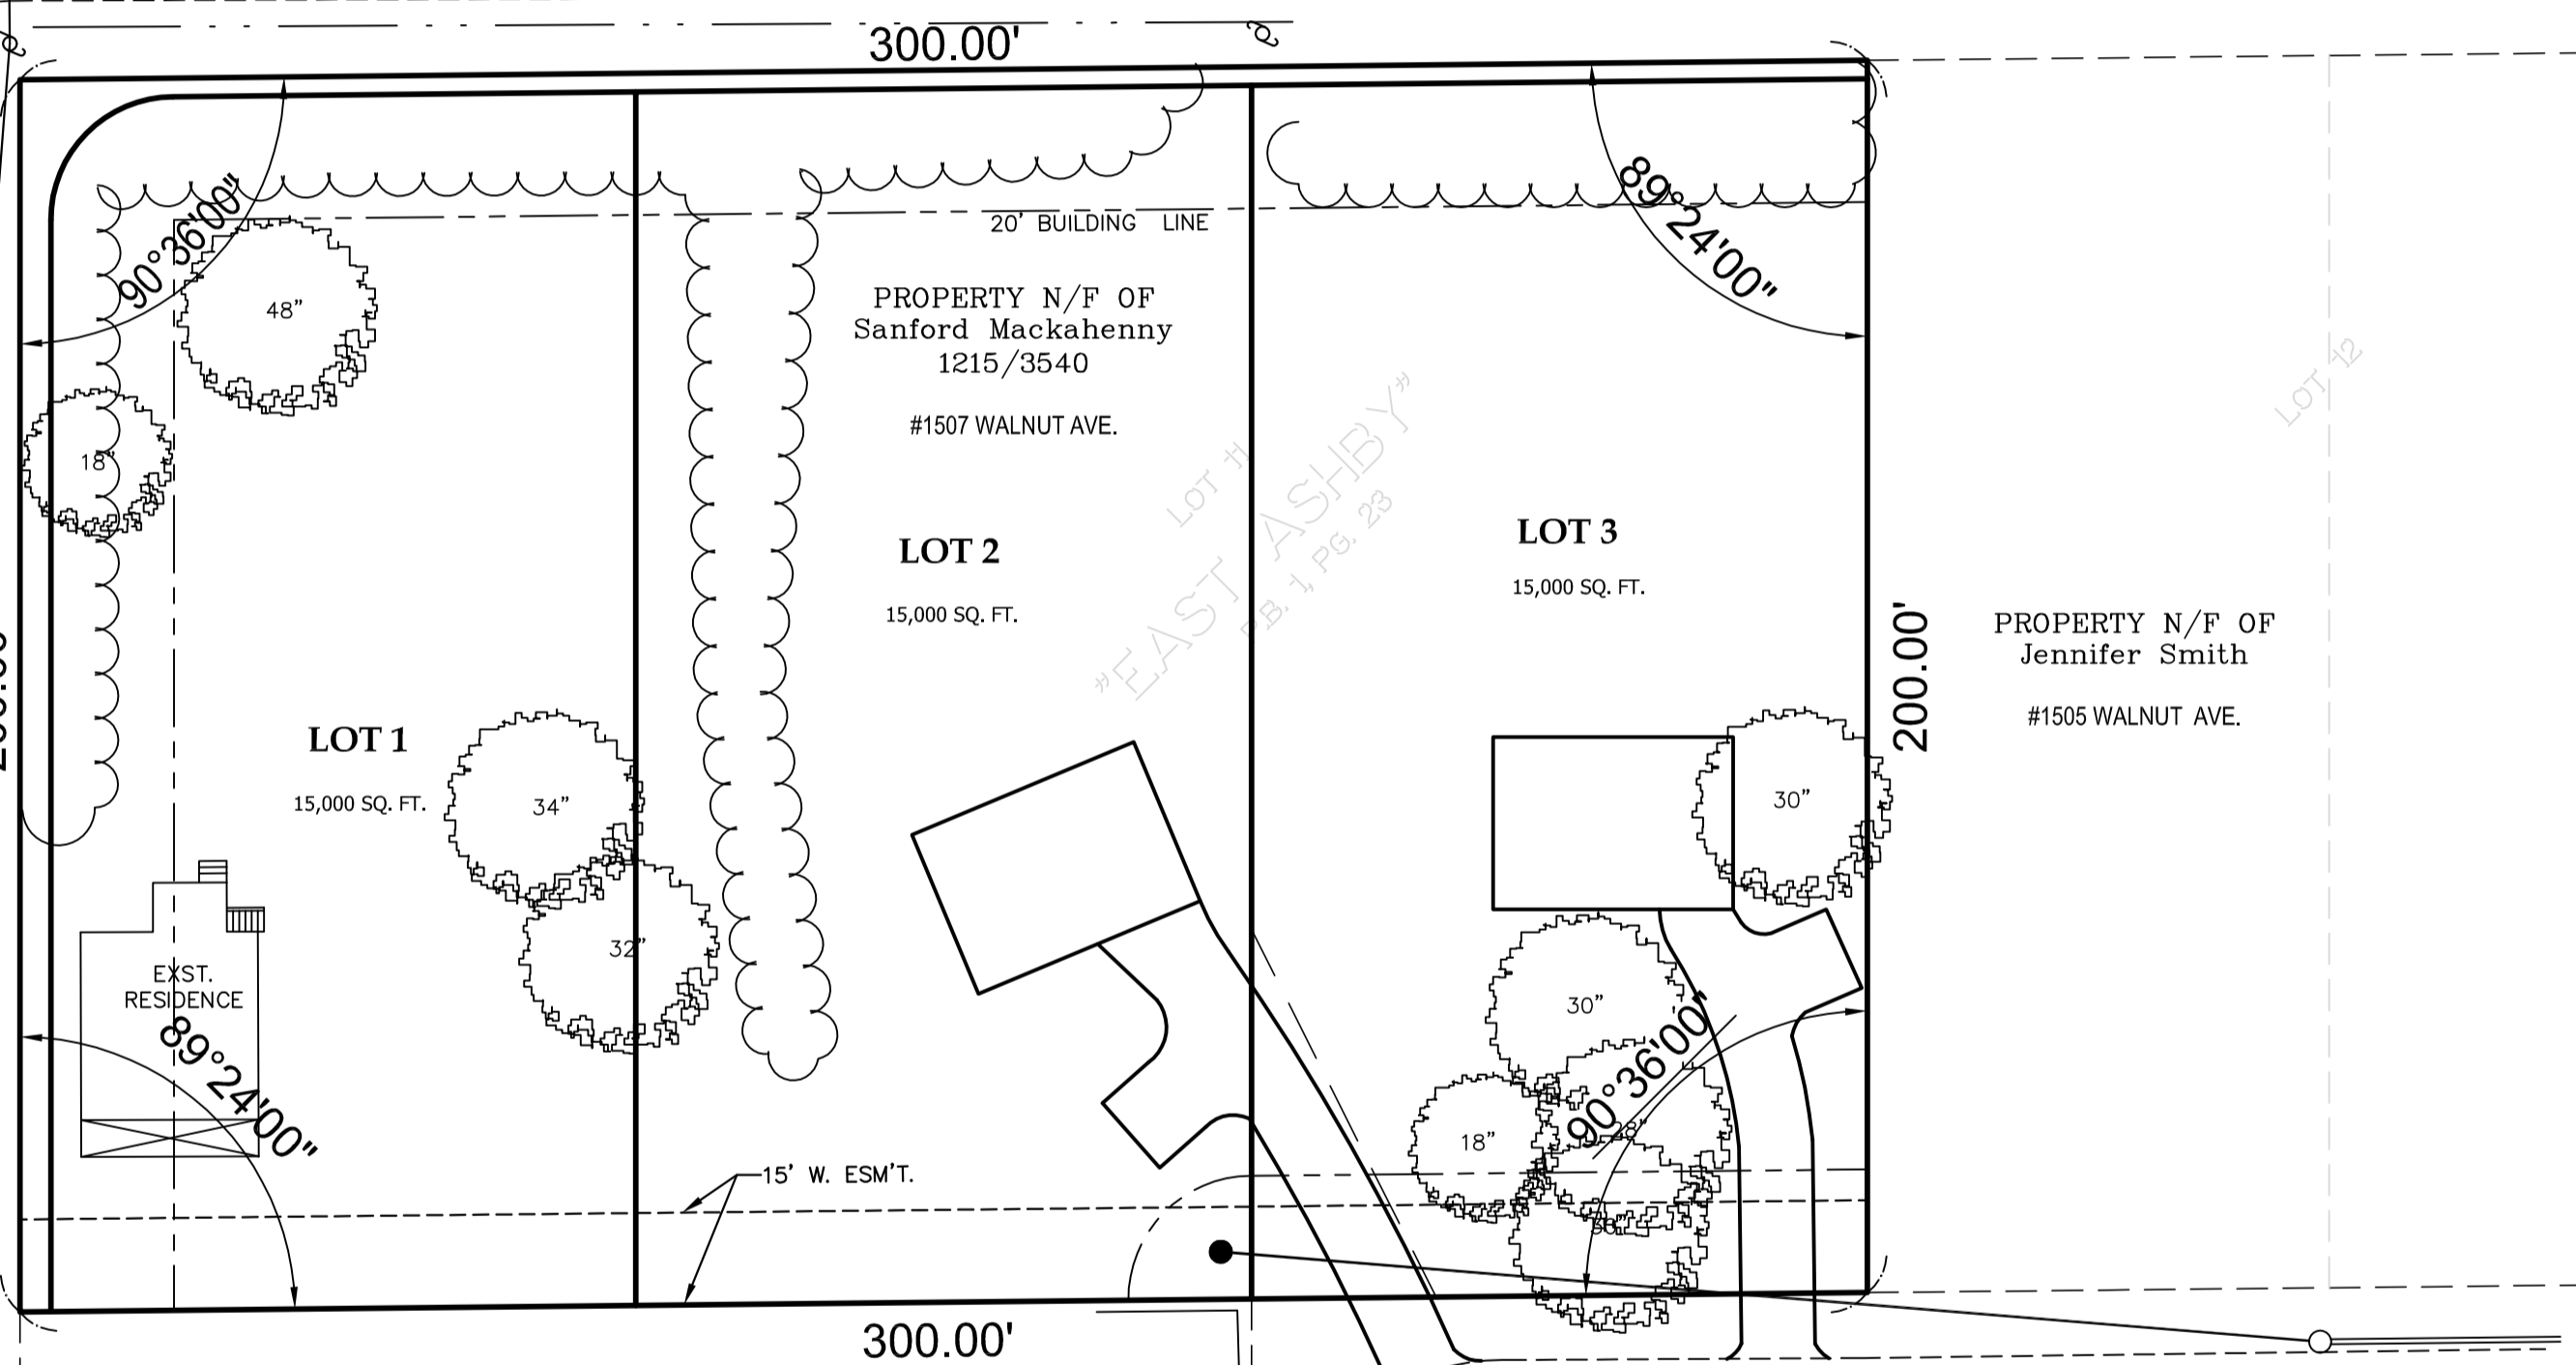 300.00'
90°36'00"
89°24'00"
48"
18"
20' BUILDING LINE
PROPERTY N/F OF
Sanford Mackahenny
1215/3540
#1507 WALNUT AVE.
LOT 11
"EAST ASHBY"
P.B. 1, PG. 23
LOT 12
LOT 1
15,000 SQ. FT.
LOT 2
15,000 SQ. FT.
LOT 3
15,000 SQ. FT.
200.00'
PROPERTY N/F OF
Jennifer Smith
#1505 WALNUT AVE.
34"
32"
30"
30"
18"
EXST.
RESIDENCE
89°24'00"
90°36'00"
15' W. ESM'T.
300.00'